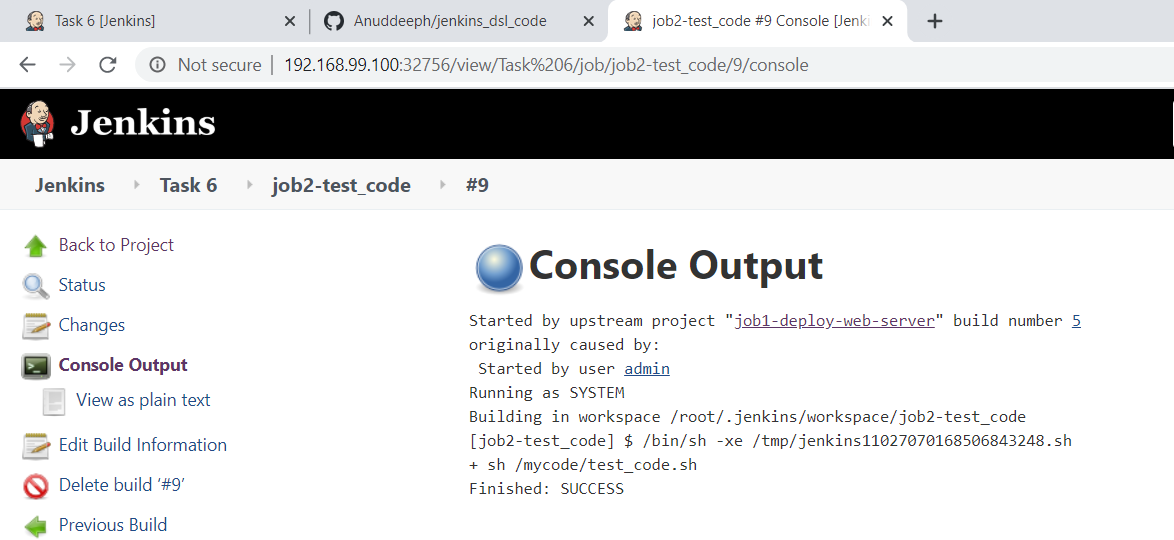 Task 6 [Jenkins]
Anuddeeph/jenkins_dsl_code
job2-test_code #9 Console [Jenki
Not secure | 192.168.99.100:32756/view/Task%206/job/job2-test_code/9/console
Jenkins
Jenkins
Task 6
job2-test_code
#9
Back to Project
Status
Changes
Console Output
View as plain text
Edit Build Information
Delete build ‘#9’
Previous Build
Console Output
Started by upstream project "job1-deploy-web-server" build number 5
originally caused by:
Started by user admin
Running as SYSTEM
Building in workspace /root/.jenkins/workspace/job2-test_code
[job2-test_code] $ /bin/sh -xe /tmp/jenkins11027070168506843248.sh
+ sh /mycode/test_code.sh
Finished: SUCCESS